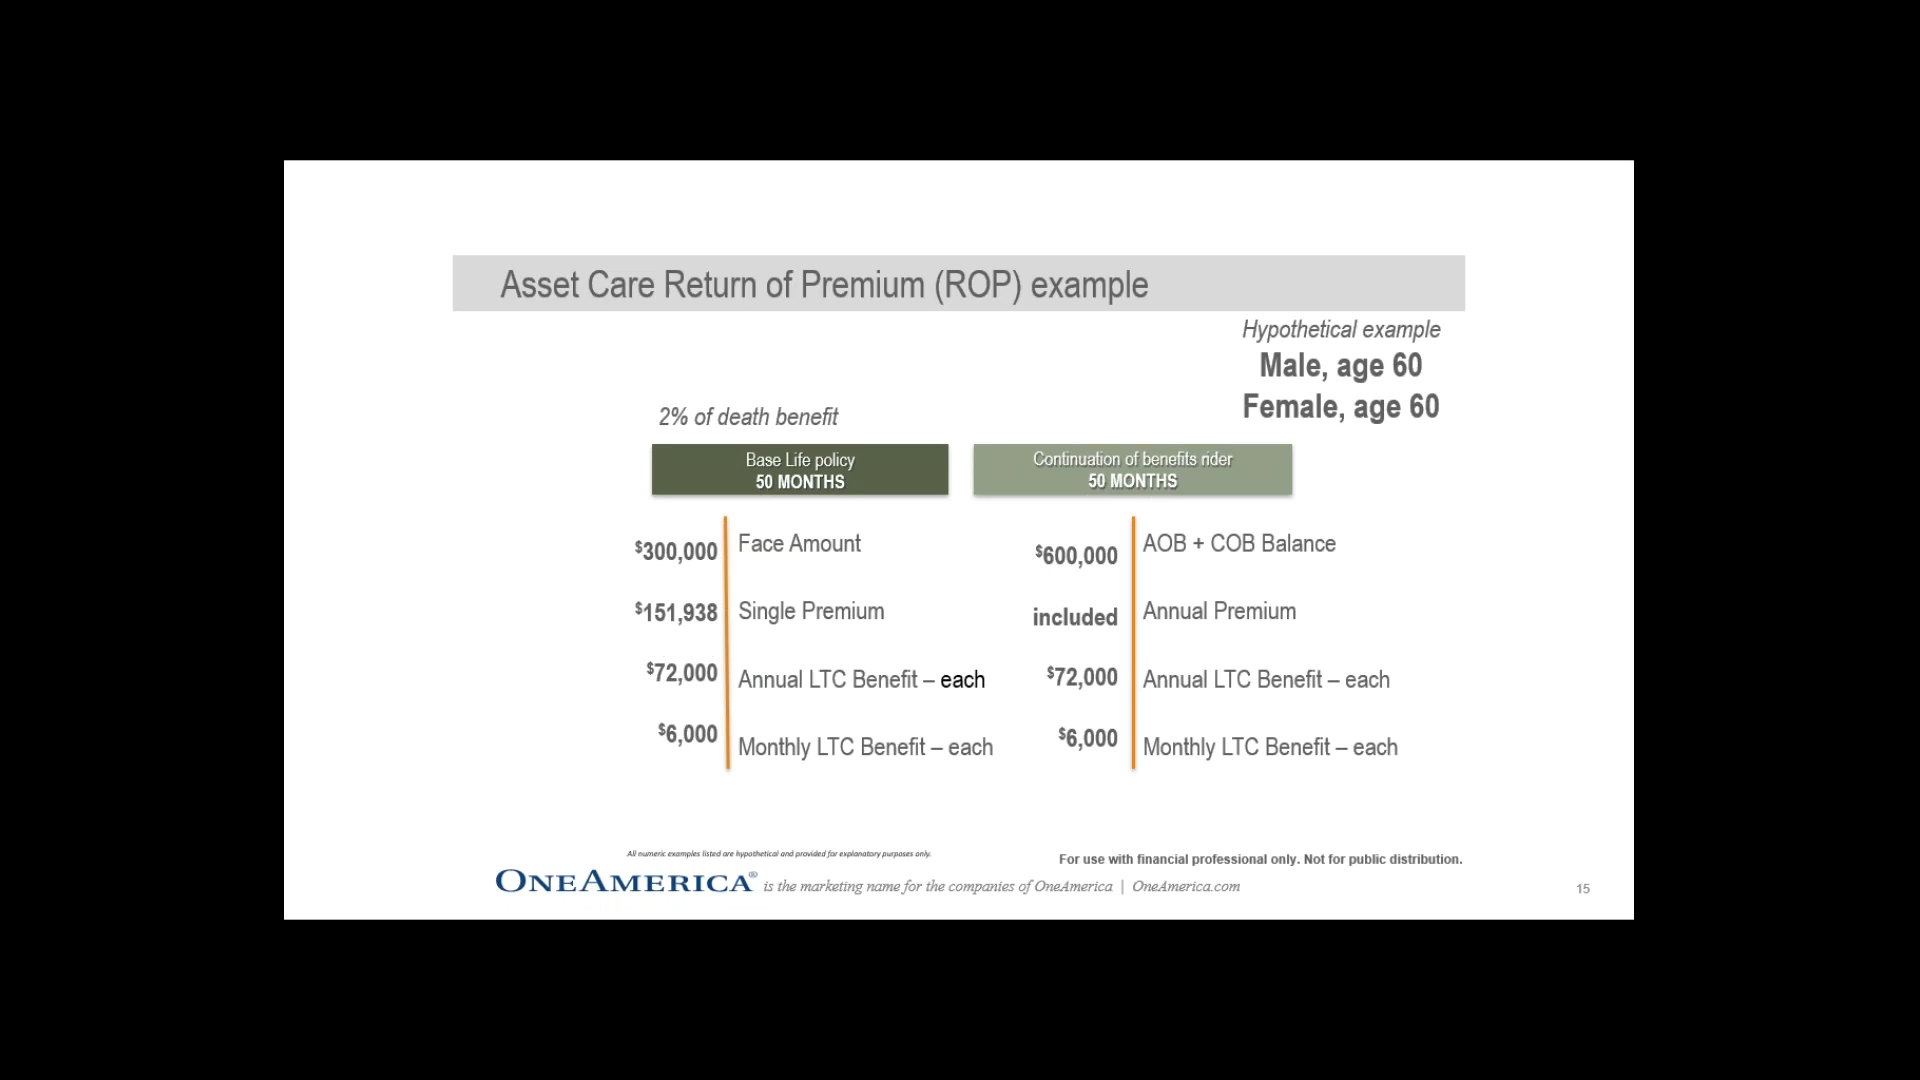 Asset Care Return of Premium (ROP) example
Hypothetical example
Male, age 60
Female, age 60
2% of death benefit
Base Life policy
50 MONTHS
Continuation of benefits rider
50 MONTHS
$300,000 Face Amount
$151,938 Single Premium
$72,000 Annual LTC Benefit – each
$6,000 Monthly LTC Benefit – each
$600,000 AOB + COB Balance
included Annual Premium
$72,000 Annual LTC Benefit – each
$6,000 Monthly LTC Benefit – each
All numeric examples listed are hypothetical and provided for explanatory purposes only.
For use with financial professional only. Not for public distribution.
ONEAMERICA® is the marketing name for the companies of OneAmerica | OneAmerica.com
15